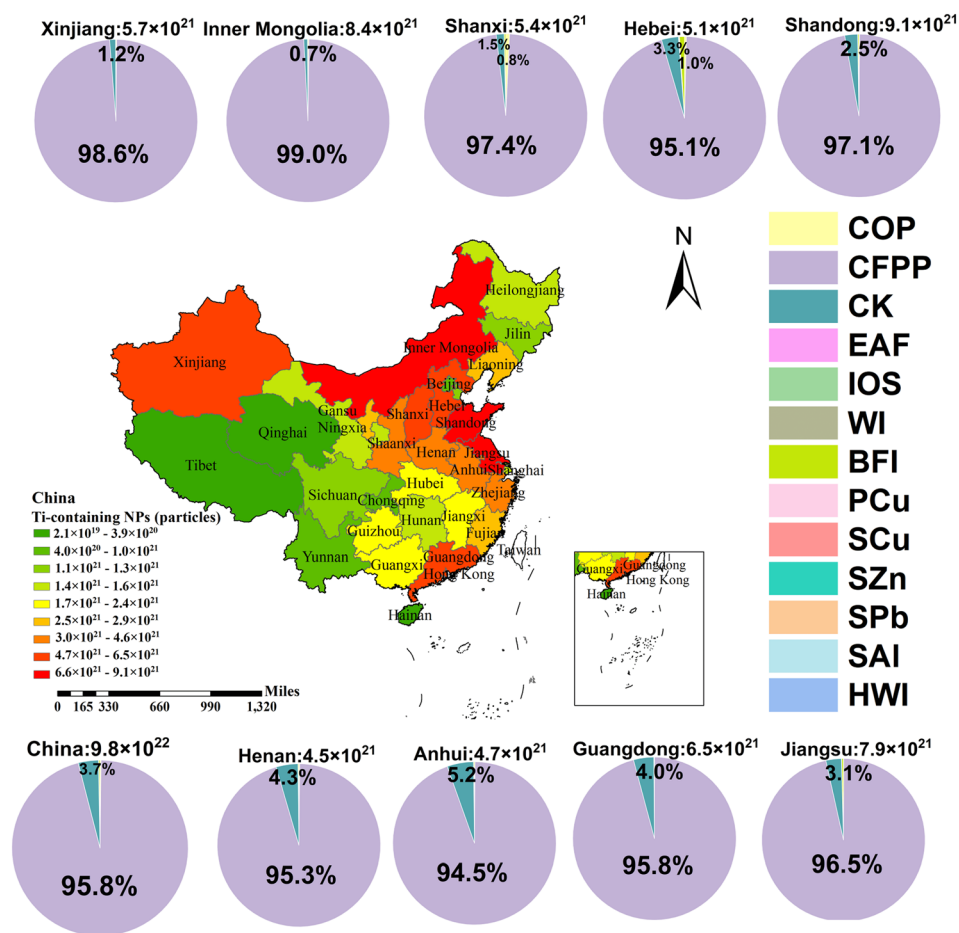 Xinjiang:5.7×10²¹
Inner Mongolia:8.4×10²¹
Shanxi:5.4×10²¹
Hebei:5.1×10²¹
Shandong:9.1×10²¹
1.2%
0.7%
1.5%
0.8%
3.3%
1.0%
2.5%
98.6%
99.0%
97.4%
95.1%
97.1%
N
COP
CFPP
CK
EAF
IOS
WI
BFI
PCu
SCu
SZn
SPb
SAl
HWI
Heilongjiang
Jilin
Inner Mongolia
Liaoning
Xinjiang
Beijing
Hebei
Gansu
Shanxi
Shandong
Ningxia
Qinghai
Shaanxi
Henan
Jiangxu
Tibet
Anhui
Shanghai
Hubei
Sichuan
Chongqing
Zhejiang
Hunan
Jiangxi
Guizhou
Fujian
Yunnan
Guangxi
Guangdong
Taiwan
Hong Kong
Hainan
Guangxi
Guangdong
Hong Kong
Hainan
China
Ti-containing NPs (particles)
2.1×10¹⁹ - 3.9×10²⁰
4.0×10²⁰ - 1.0×10²¹
1.1×10²¹ - 1.3×10²¹
1.4×10²¹ - 1.6×10²¹
1.7×10²¹ - 2.4×10²¹
2.5×10²¹ - 2.9×10²¹
3.0×10²¹ - 4.6×10²¹
4.7×10²¹ - 6.5×10²¹
6.6×10²¹ - 9.1×10²¹
Miles
0 165 330 660 990 1,320
China:9.8×10²²
Henan:4.5×10²¹
Anhui:4.7×10²¹
Guangdong:6.5×10²¹
Jiangsu:7.9×10²¹
3.7%
4.3%
5.2%
4.0%
3.1%
95.8%
95.3%
94.5%
95.8%
96.5%